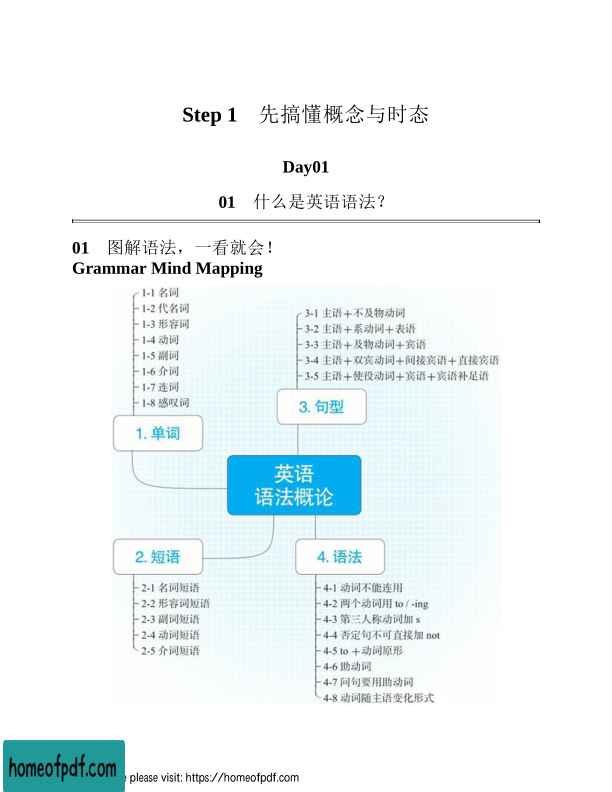 Step 1 先搞懂概念与时态
Day01
01 什么是英语语法？
01 图解语法，一看就会！
Grammar Mind Mapping
1-1 名词
1-2 代名词
1-3 形容词
1-4 动词
1-5 副词
1-6 介词
1-7 连词
1-8 感叹词
1. 单词
3-1 主语＋不及物动词
3-2 主语＋系动词＋表语
3-3 主语＋及物动词＋宾语
3-4 主语＋双宾动词＋间接宾语＋直接宾语
3-5 主语＋使役动词＋宾语＋宾语补足语
3. 句型
英语
语法概论
2. 短语
2-1 名词短语
2-2 形容词短语
2-3 副词短语
2-4 动词短语
2-5 介词短语
4. 语法
4-1 动词不能连用
4-2 两个动词用 to / -ing
4-3 第三人称动词加 s
4-4 否定句不可直接加 not
4-5 to ＋动词原形
4-6 助动词
4-7 问句要用助动词
4-8 动词随主语变化形式
homeofpdf.com
please visit: https://homeofpdf.com